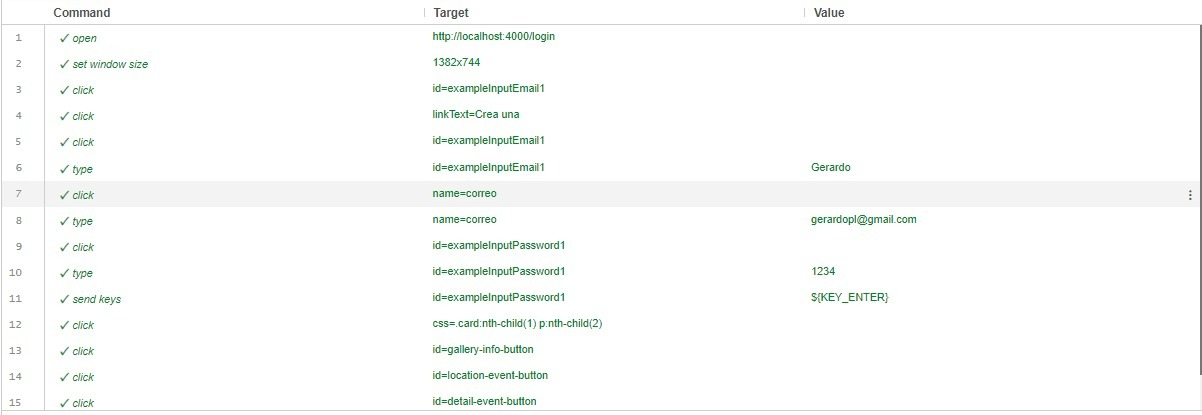 Command Target Value
1 ✓ open http://localhost:4000/login
2 ✓ set window size 1382x744
3 ✓ click id=exampleInputEmail1
4 ✓ click linkText=Crea una
5 ✓ click id=exampleInputEmail1
6 ✓ type id=exampleInputEmail1 Gerardo
7 ✓ click name=correo
8 ✓ type name=correo gerardopl@gmail.com
9 ✓ click id=exampleInputPassword1
10 ✓ type id=exampleInputPassword1 1234
11 ✓ send keys id=exampleInputPassword1 ${KEY_ENTER}
12 ✓ click css=.card:nth-child(1) p:nth-child(2)
13 ✓ click id=gallery-info-button
14 ✓ click id=location-event-button
15 ✓ click id=detail-event-button